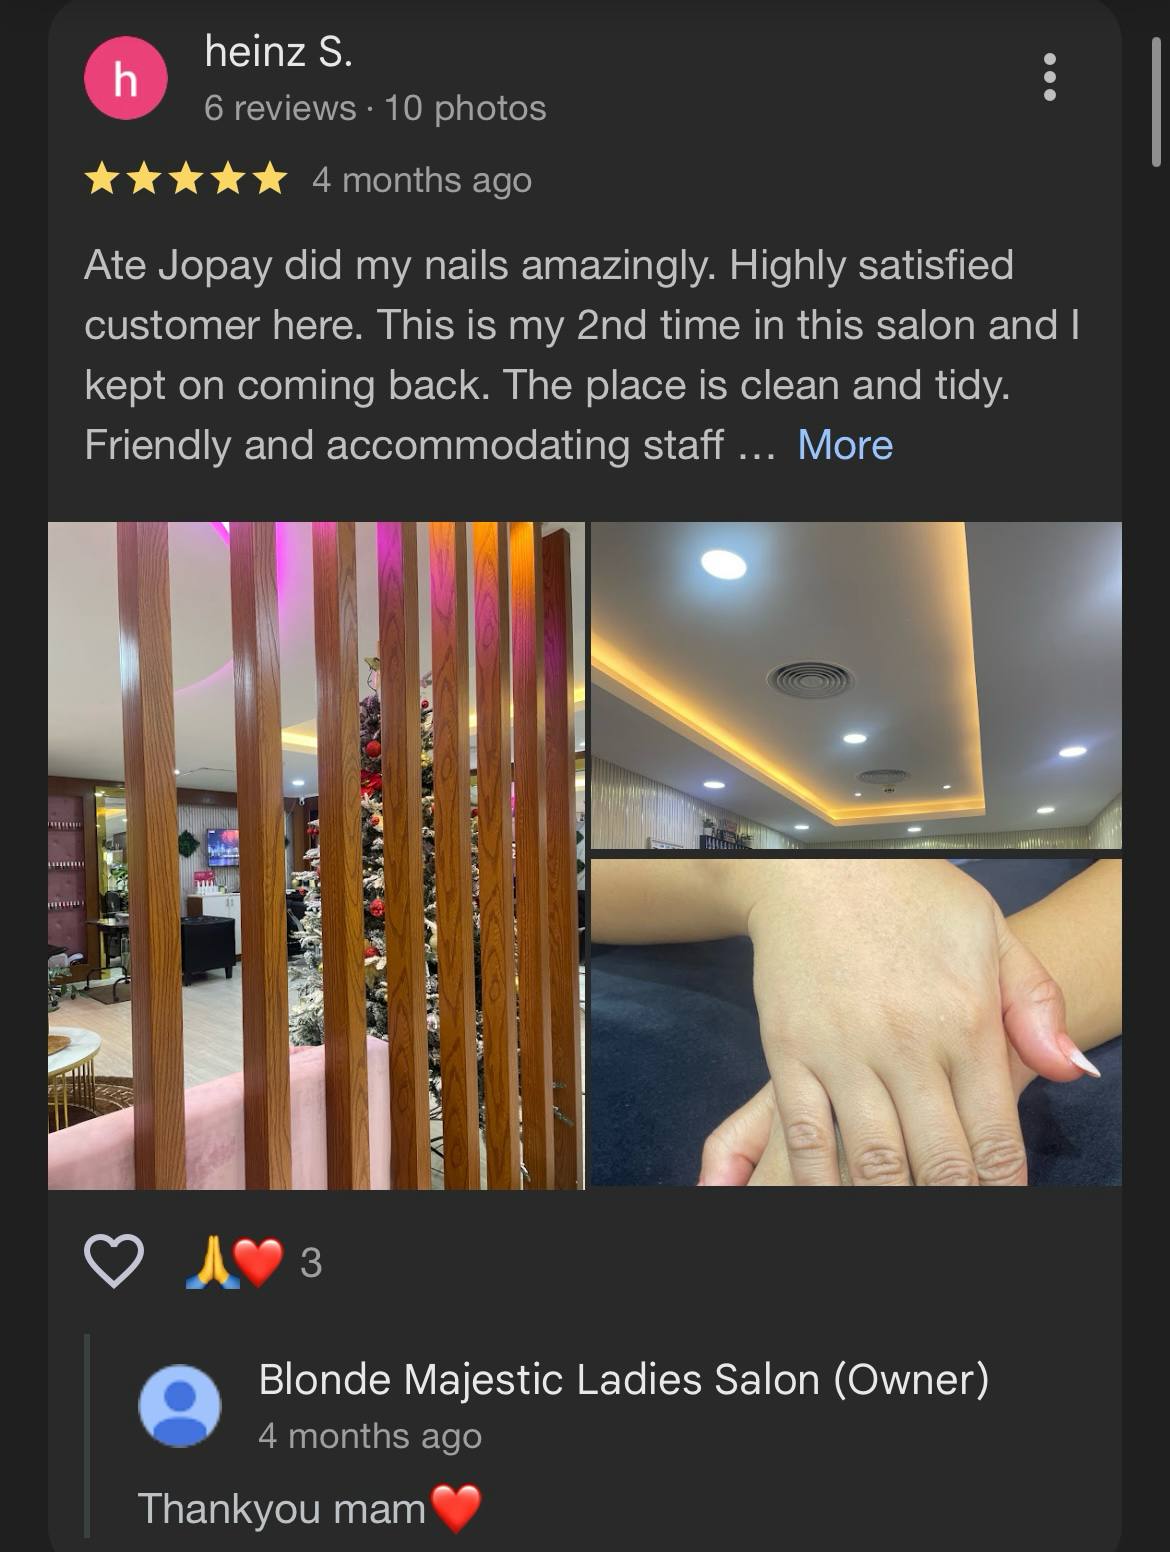 h
heinz S.
6 reviews · 10 photos
4 months ago
Ate Jopay did my nails amazingly. Highly satisfied
customer here. This is my 2nd time in this salon and I
kept on coming back. The place is clean and tidy.
Friendly and accommodating staff … More
🙏❤️ 3
Blonde Majestic Ladies Salon (Owner)
4 months ago
Thankyou mam❤️